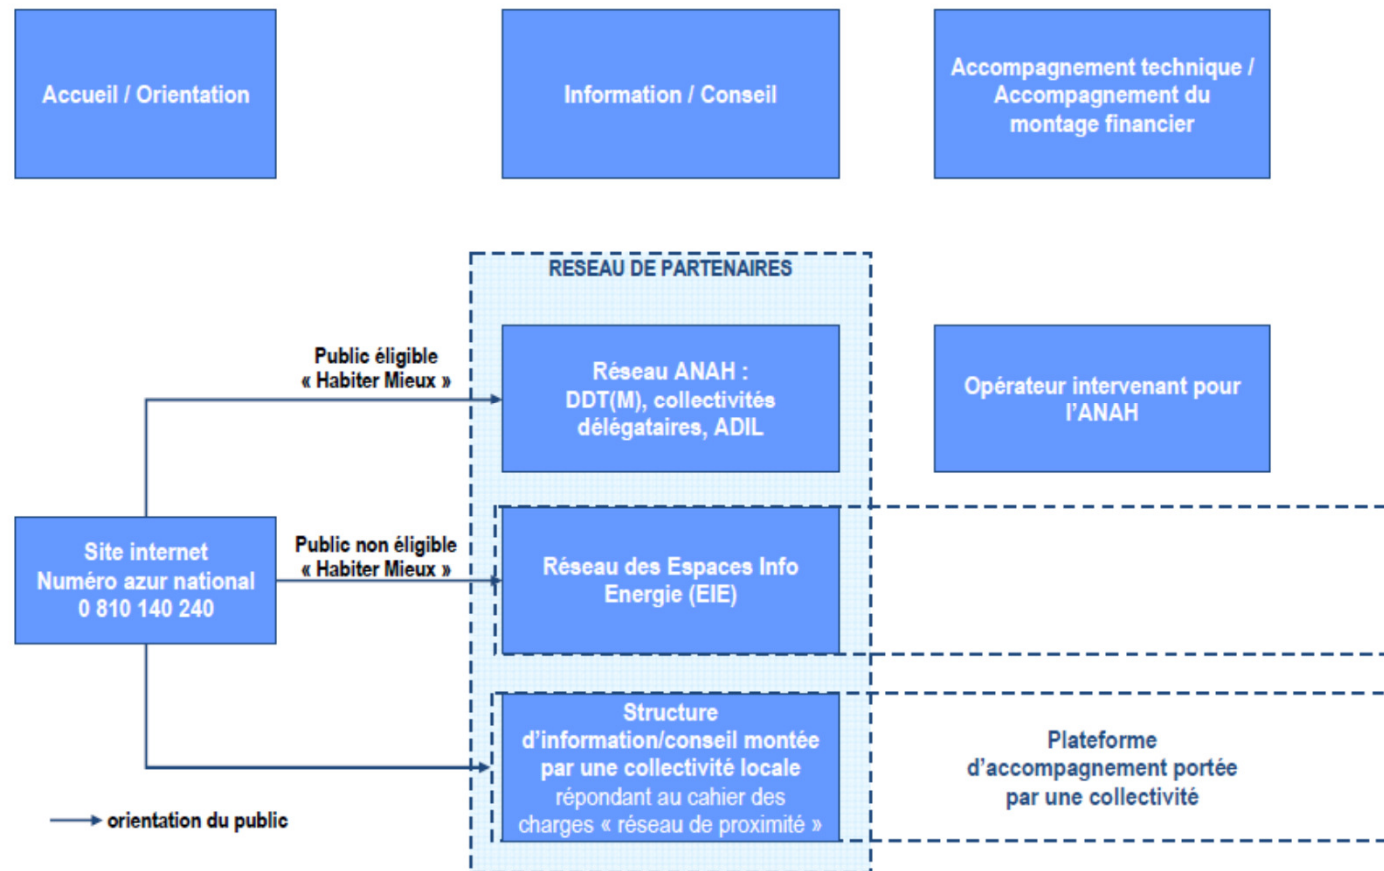 Accueil / Orientation
Information / Conseil
Accompagnement technique /
Accompagnement du
montage financier
RESEAU DE PARTENAIRES
Public éligible
« Habiter Mieux »
Réseau ANAH :
DDT(M), collectivités
délégataires, ADIL
Opérateur intervenant pour
l'ANAH
Site internet
Numéro azur national
0 810 140 240
Public non éligible
« Habiter Mieux »
Réseau des Espaces Info
Energie (EIE)
Structure
d'information/conseil montée
par une collectivité locale
répondant au cahier des
charges « réseau de proximité »
Plateforme
d'accompagnement portée
par une collectivité
orientation du public